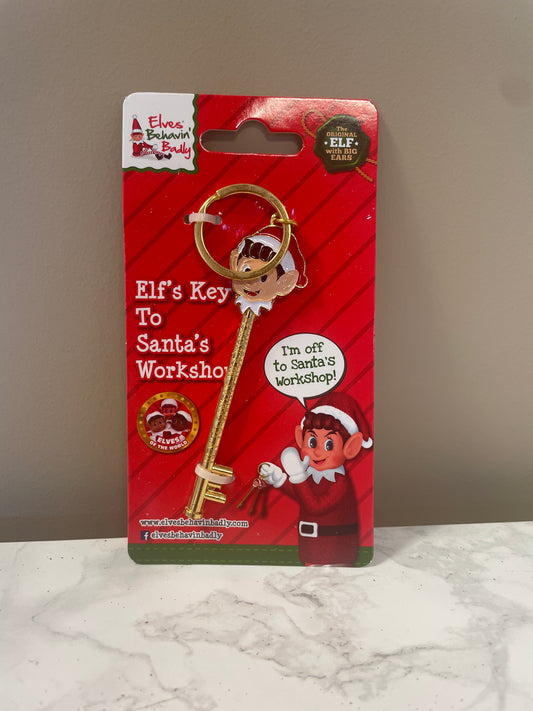 Elves
Behavin'
Badly
The
ORIGINAL
ELF
with BIG
EARS
Elf's Key
To
Santa's
Workshop
I'm off
to Santa's
Workshop!
ELVES
OF THE WORLD
www.elvesbehavinbadly.com
f elvesbehavinbadly